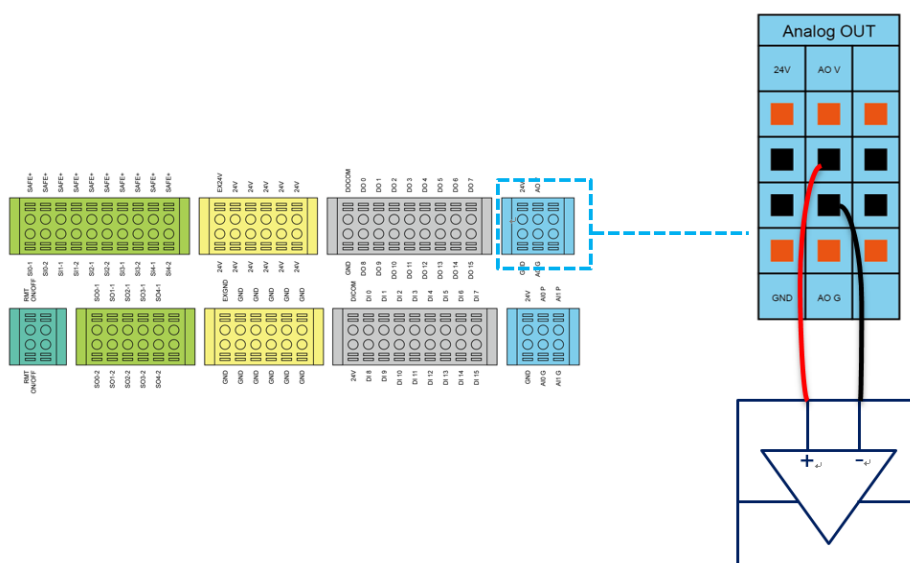 Analog OUT
24V AO V
GND AO G
+ -
SAFE+ SAFE+ SAFE+ SAFE+ SAFE+ SAFE+ SAFE+ SAFE+ SAFE+ SAFE+
EX24V 24V 24V 24V 24V 24V
DOCOM DO 0 DO 1 DO 2 DO 3 DO 4 DO 5 DO 6 DO 7
24V AO
SI0-1 SI0-2 SI1-1 SI1-2 SI2-1 SI2-2 SI3-1 SI3-2 SI4-1 SI4-2
24V 24V 24V 24V 24V 24V
GND DO 8 DO 9 DO 10 DO 11 DO 12 DO 13 DO 14 DO 15
GND AO G
RMT ON/OFF
SO0-1 SO1-1 SO2-1 SO3-1 SO4-1
EXGND GND GND GND GND GND
DICOM DI 0 DI 1 DI 2 DI 3 DI 4 DI 5 DI 6 DI 7
24V AI0 P AI1 P
RMT ON/OFF
SO0-2 SO1-2 SO2-2 SO3-2 SO4-2
GND GND GND GND GND GND
24V DI 8 DI 9 DI 10 DI 11 DI 12 DI 13 DI 14 DI 15
GND AI0 G AI1 G